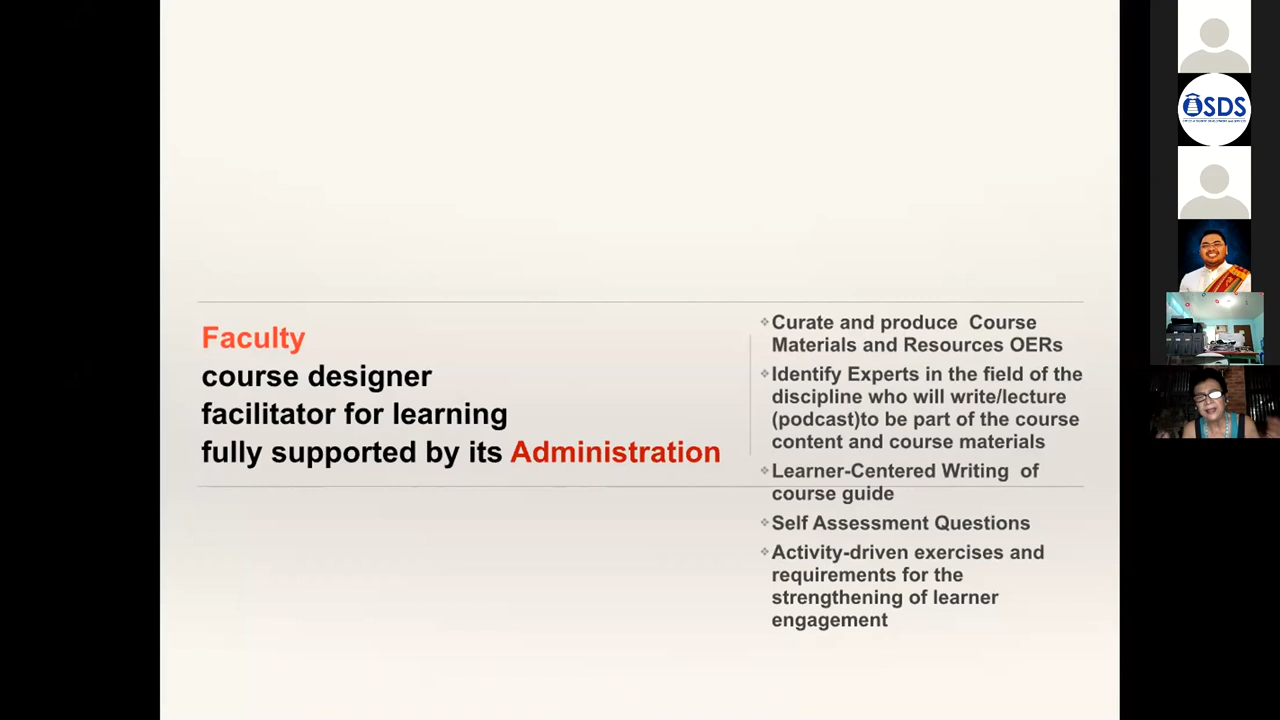 Faculty
course designer
facilitator for learning
fully supported by its Administration
❖Curate and produce  Course
Materials and Resources OERs
❖Identify Experts in the field of the
discipline who will write/lecture
(podcast)to be part of the course
content and course materials
❖Learner-Centered Writing  of
course guide
❖Self Assessment Questions
❖Activity-driven exercises and
requirements for the
strengthening of learner
engagement
OSDS